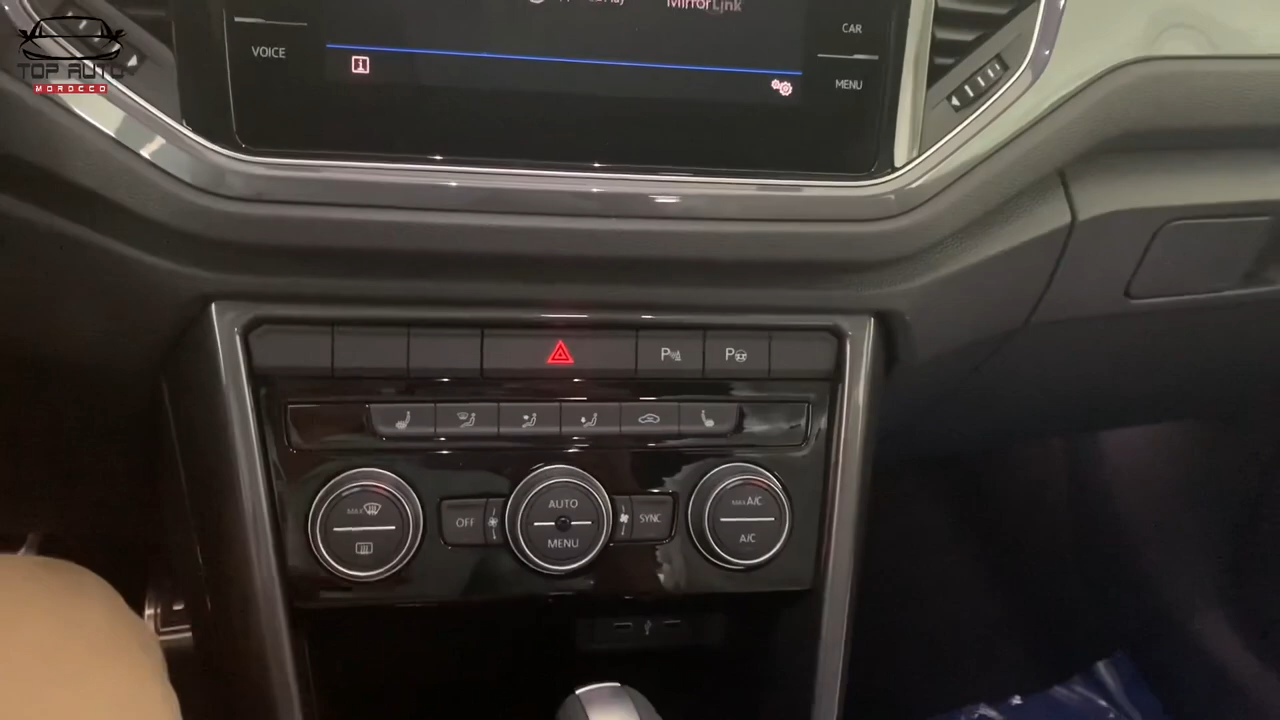 MirrorLink
CAR
VOICE
MENU
TOP AUTO
MOROCCO
i
P
P
MAX
MAX A/C
AUTO
OFF
SYNC
MENU
A/C